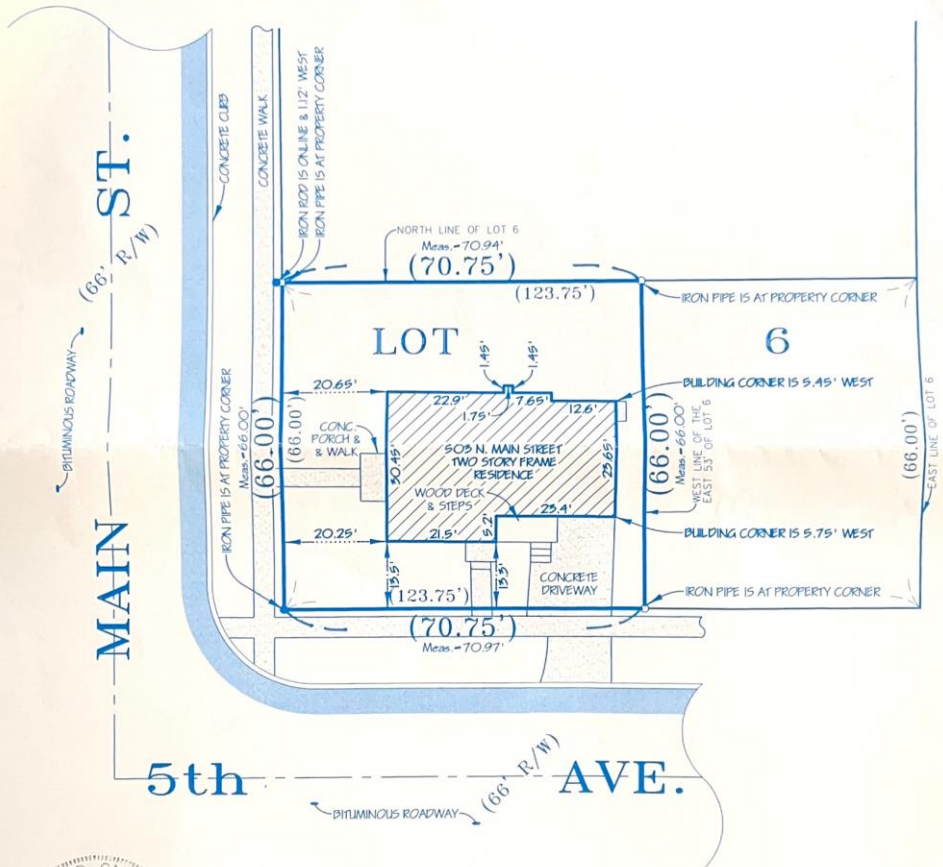 CONCRETE CURB
CONCRETE WALK
IRON ROD IS ONLINE & 1.12' WEST
IRON PIPE IS AT PROPERTY CORNER
MAIN ST.
(66' R/W)
BITUMINOUS ROADWAY
NORTH LINE OF LOT 6
Meas.=70.94'
(70.75')
(123.75')
IRON PIPE IS AT PROPERTY CORNER
LOT
6
1.45'
1.45'
20.65'
22.9'
1.75'
7.65'
12.6'
BUILDING CORNER IS 5.45' WEST
IRON PIPE IS AT PROPERTY CORNER
Meas.=66.00'
(66.00')
(66.00')
CONC.
PORCH
& WALK
30.45'
503 N. MAIN STREET
TWO STORY FRAME
RESIDENCE
23.65'
(66.00')
Meas.=66.00'
WEST LINE OF THE
EAST 53' OF LOT 6
(66.00')
EAST LINE OF LOT 6
WOOD DECK
& STEPS
23.4'
20.25'
21.5'
5.2'
BUILDING CORNER IS 5.75' WEST
13.5'
13.3'
CONCRETE
DRIVEWAY
(123.75')
IRON PIPE IS AT PROPERTY CORNER
(70.75')
Meas.=70.97'
5th AVE.
(66' R/W)
BITUMINOUS ROADWAY